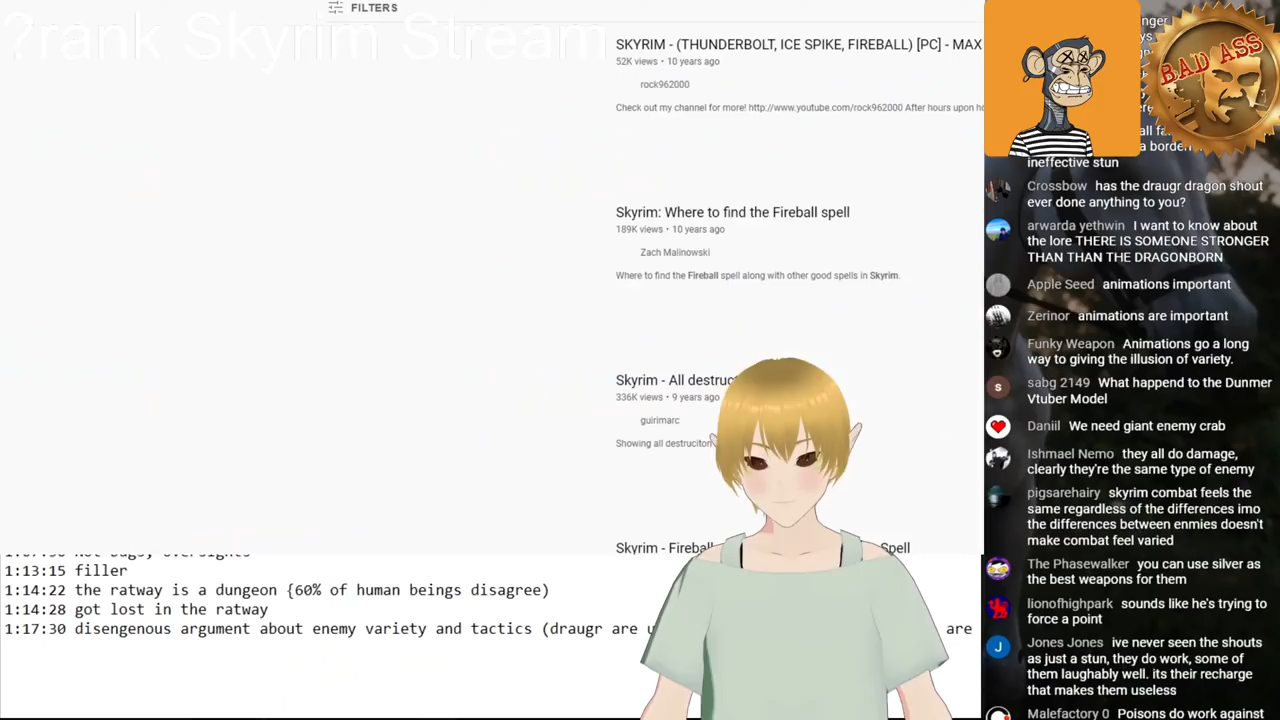 FILTERS
?rank Skyrim Stream
SKYRIM - (THUNDERBOLT, ICE SPIKE, FIREBALL) [PC] - MAX
52K views • 10 years ago
rock962000
Check out my channel for more! http://www.youtube.com/rock962000 After hours upon
Skyrim: Where to find the Fireball spell
189K views • 10 years ago
Zach Malinowski
Where to find the Fireball spell along with other good spells in Skyrim.
Skyrim - All
336K views • 9 years ago
guirimarc
Showing all
Skyrim -
Spell
1:13:15 filler
1:14:22 the ratway is a dungeon {60% of human beings disagree)
1:14:28 got lost in the ratway
1:17:30 disengenous argument about enemy variety and tactics (draugr are
are
BAD ASS
ineffective stun
Crossbow has the draugr dragon shout
ever done anything to you?
arwarda yethwin I want to know about
the lore THERE IS SOMEONE STRONGER
THAN THAN THE DRAGONBORN
Apple Seed animations important
Zerinor animations are important
Funky Weapon Animations go a long
way to giving the illusion of variety.
s
sabg 2149 What happend to the Dunmer
Vtuber Model
Daniil We need giant enemy crab
Ishmael Nemo they all do damage,
clearly they're the same type of enemy
pigsarehairy skyrim combat feels the
same regardless of the differences imo
the differences between enmies doesn't
make combat feel varied
The Phasewalker you can use silver as
the best weapons for them
lionofhighpark sounds like he's trying to
force a point
J
Jones Jones ive never seen the shouts
as just a stun, they do work, some of
them laughably well. its their recharge
that makes them useless
Malefactory 0 Poisons do work against